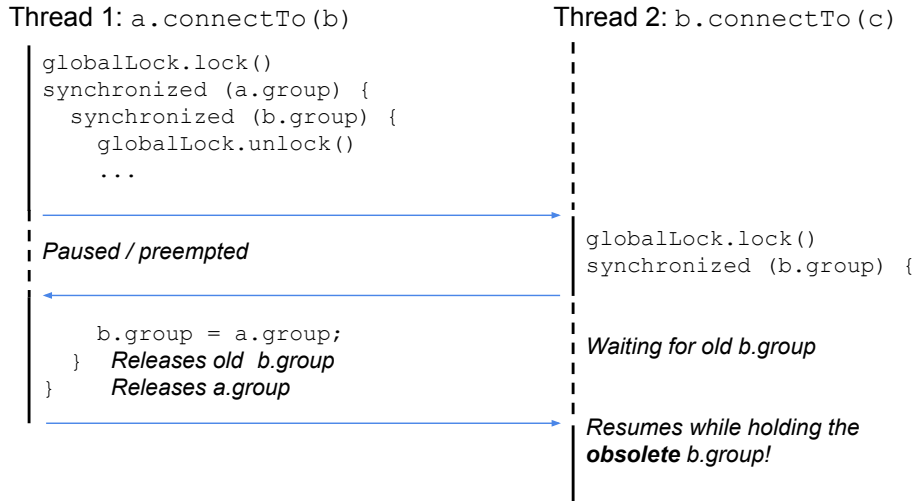 Thread 1: a.connectTo(b)
Thread 2: b.connectTo(c)
globalLock.lock()
synchronized (a.group) {
synchronized (b.group) {
globalLock.unlock()
...
Paused / preempted
globalLock.lock()
synchronized (b.group) {
b.group = a.group;
} Releases old b.group
} Releases a.group
Waiting for old b.group
Resumes while holding the
obsolete b.group!